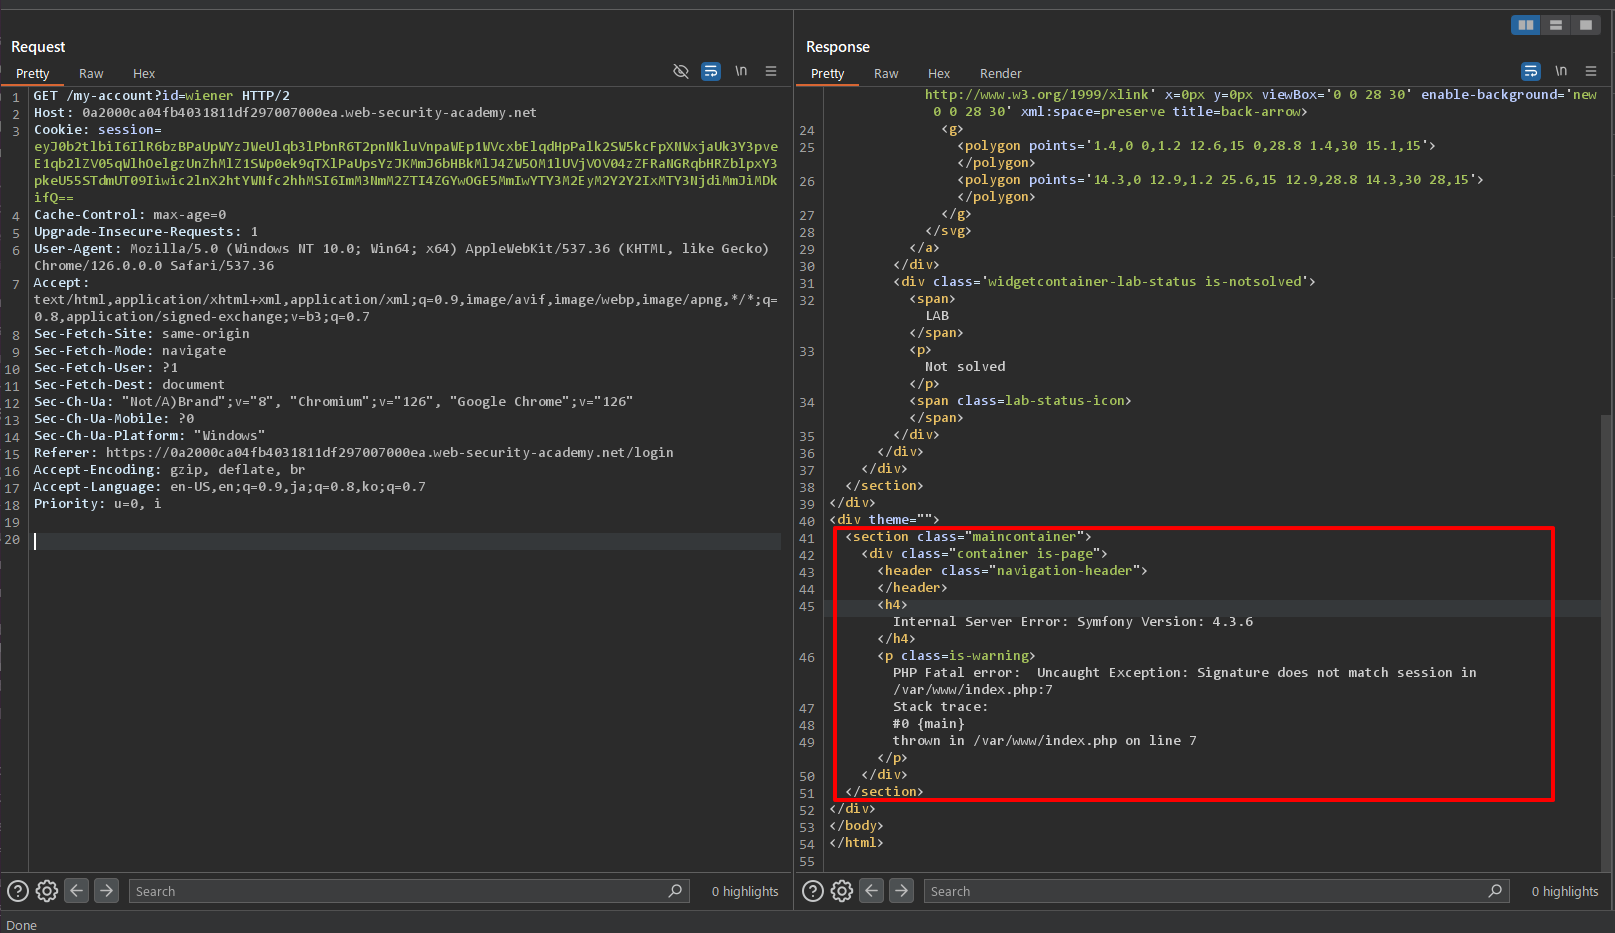 Request
Pretty Raw Hex
\n
1 GET /my-account?id=wiener HTTP/2
2 Host: 0a2000ca04fb4031811df297007000ea.web-security-academy.net
3 Cookie: session=
eyJ0b2tlbiI6IlR6bzBPaUpWYzJWeUlqb3lPbnR6T2pnNkluVnpaWEp1WVcxbElqdHpPalk2SW5kcFpXNWxjaUk3Y3pve
E1qb2lZV05qWlhOelgzUnZhMlZ1SWp0ek9qTXlPaUpsYzJKMmJ6bHBkMlJ4ZW5OM1lUVjVOV04zZFRaNGRqbHRZblpxY3
pkeU55STdmUT09Iiwic2lnX2htYWNfc2hhMSI6ImM3NmM2ZTI4ZGYwOGE5MmIwYTY3M2EyM2Y2Y2IxMTY3NjdiMmJiMDk
ifQ==
4 Cache-Control: max-age=0
5 Upgrade-Insecure-Requests: 1
6 User-Agent: Mozilla/5.0 (Windows NT 10.0; Win64; x64) AppleWebKit/537.36 (KHTML, like Gecko)
Chrome/126.0.0.0 Safari/537.36
7 Accept:
text/html,application/xhtml+xml,application/xml;q=0.9,image/avif,image/webp,image/apng,*/*;q=
0.8,application/signed-exchange;v=b3;q=0.7
8 Sec-Fetch-Site: same-origin
9 Sec-Fetch-Mode: navigate
10 Sec-Fetch-User: ?1
11 Sec-Fetch-Dest: document
12 Sec-Ch-Ua: "Not/A)Brand";v="8", "Chromium";v="126", "Google Chrome";v="126"
13 Sec-Ch-Ua-Mobile: ?0
14 Sec-Ch-Ua-Platform: "Windows"
15 Referer: https://0a2000ca04fb4031811df297007000ea.web-security-academy.net/login
16 Accept-Encoding: gzip, deflate, br
17 Accept-Language: en-US,en;q=0.9,ja;q=0.8,ko;q=0.7
18 Priority: u=0, i
19
20
Search
0 highlights
Response
Pretty Raw Hex Render
\n
http://www.w3.org/1999/xlink' x=0px y=0px viewBox='0 0 28 30' enable-background='new
0 0 28 30' xml:space=preserve title=back-arrow>
24 <g>
25 <polygon points='1.4,0 0,1.2 12.6,15 0,28.8 1.4,30 15.1,15'>
</polygon>
26 <polygon points='14.3,0 12.9,1.2 25.6,15 12.9,28.8 14.3,30 28,15'>
</polygon>
27 </g>
28 </svg>
29 </a>
30 </div>
31 <div class='widgetcontainer-lab-status is-notsolved'>
32 <span>
LAB
</span>
33 <p>
Not solved
</p>
34 <span class=lab-status-icon>
</span>
35 </div>
36 </div>
37 </div>
38 </section>
39 </div>
40 <div theme="">
41 <section class="maincontainer">
42 <div class="container is-page">
43 <header class="navigation-header">
44 </header>
45 <h4>
Internal Server Error: Symfony Version: 4.3.6
</h4>
46 <p class=is-warning>
PHP Fatal error:  Uncaught Exception: Signature does not match session in
/var/www/index.php:7
47 Stack trace:
48 #0 {main}
49 thrown in /var/www/index.php on line 7
</p>
50 </div>
51 </section>
52 </div>
53 </body>
54 </html>
55
Search
0 highlights
Done